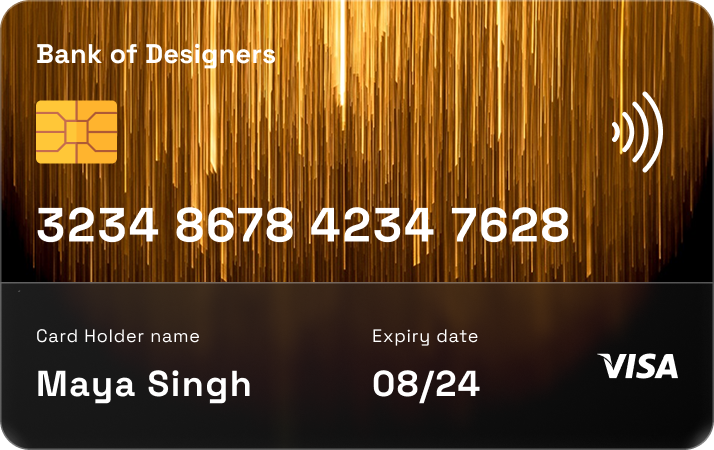 Bank of Designers
3234 8678 4234 7628
Card Holder name
Expiry date
Maya Singh
08/24
VISA